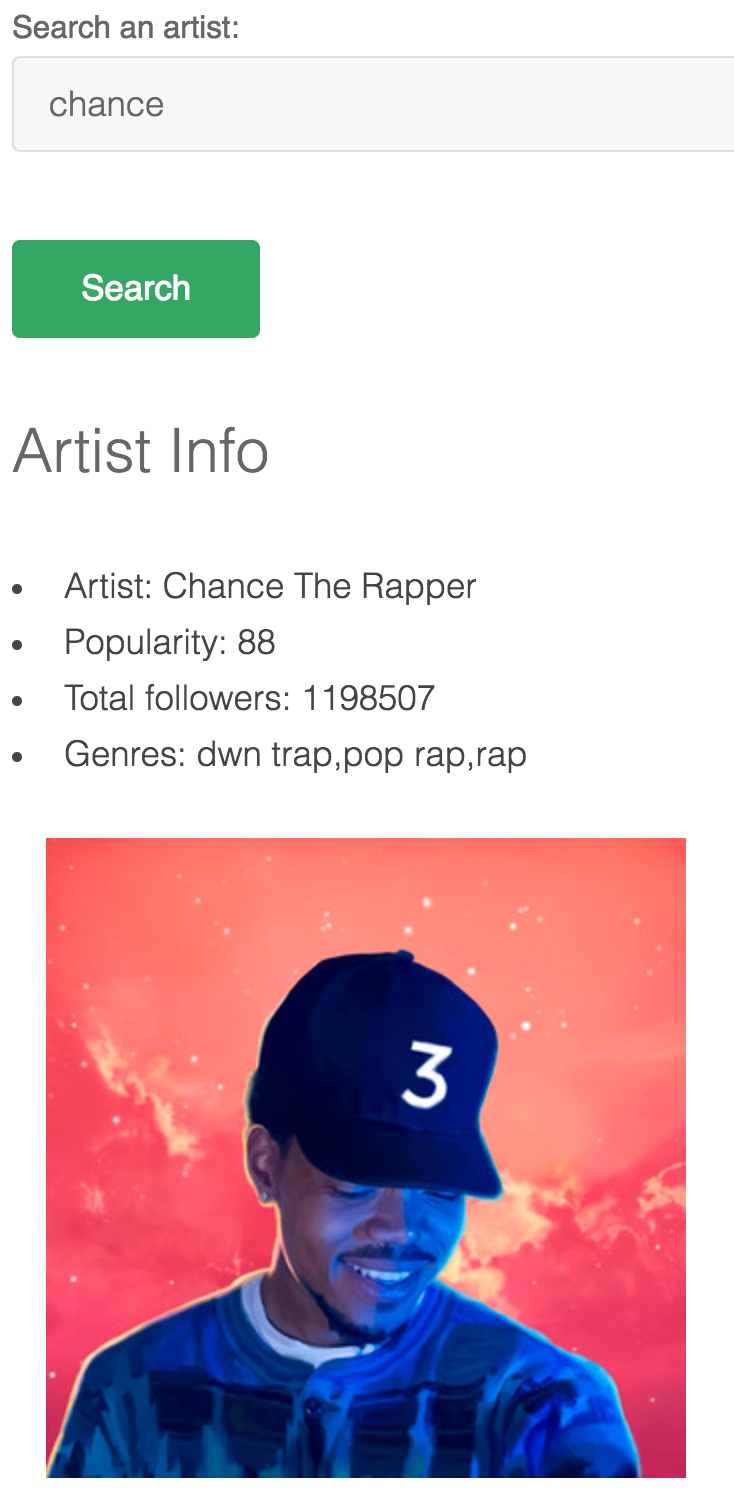 Search an artist:
chance
Search
Artist Info
Artist: Chance The Rapper
Popularity: 88
Total followers: 1198507
Genres: dwn trap,pop rap,rap
3